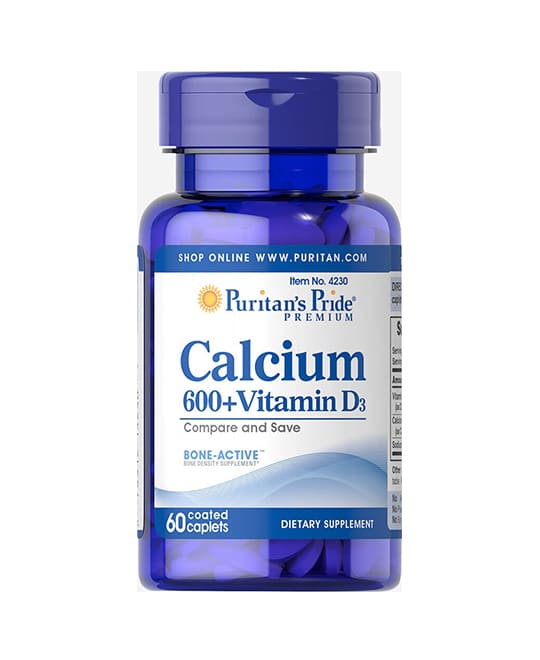 SHOP ONLINE WWW.PURITAN.COM
Item No. 4230
Puritan's Pride®
PREMIUM
Calcium
600+Vitamin D3
Compare and Save
BONE-ACTIVE™
BONE DENSITY SUPPLEMENT*
60 coated
caplets
DIETARY SUPPLEMENT